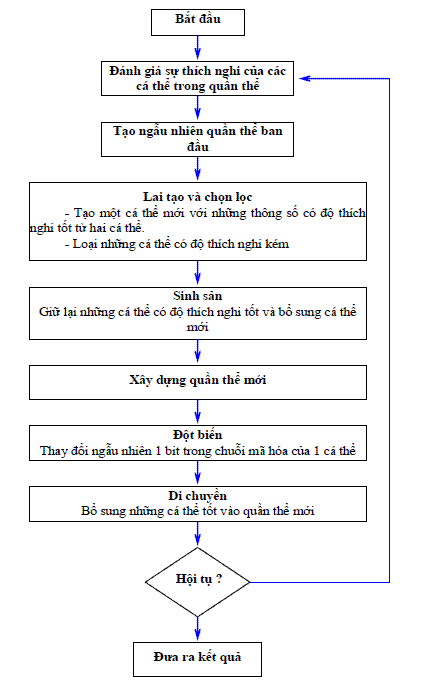 Bắt đầu
Đánh giá sự thích nghi của các
cá thể trong quần thể
Tạo ngẫu nhiên quần thể ban
đầu
Lai tạo và chọn lọc
- Tạo một cá thể mới với những thông số có độ thích
nghi tốt từ hai cá thể.
- Loại những cá thể có độ thích nghi kém
Sinh sản
Giữ lại những cá thể có độ thích nghi tốt và bổ sung cá thể
mới
Xây dựng quần thể mới
Đột biến
Thay đổi ngẫu nhiên 1 bit trong chuỗi mã hóa của 1 cá thể
Di chuyển
Bổ sung những cá thể tốt vào quần thể mới
Hội tụ ?
Đưa ra kết quả